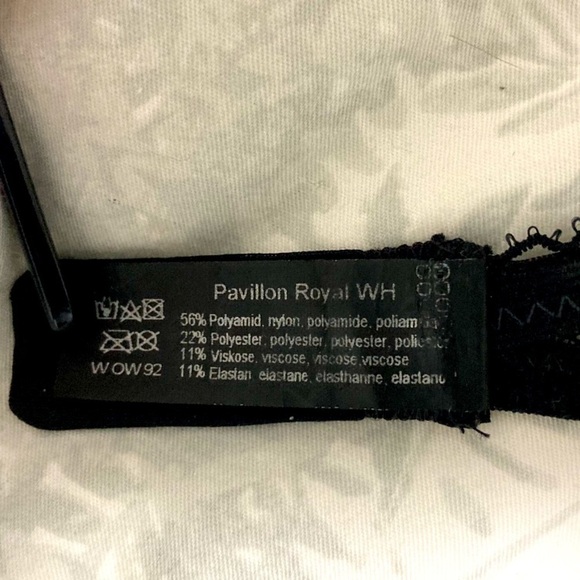 Pavillon Royal WH
56% Polyamid, nylon, polyamide,
22% Polyester, polyester, polyester,
11% Viskose, viscose, viscose, viscose
11% Elastan, elastane, elasthanne, elastano
WOW92